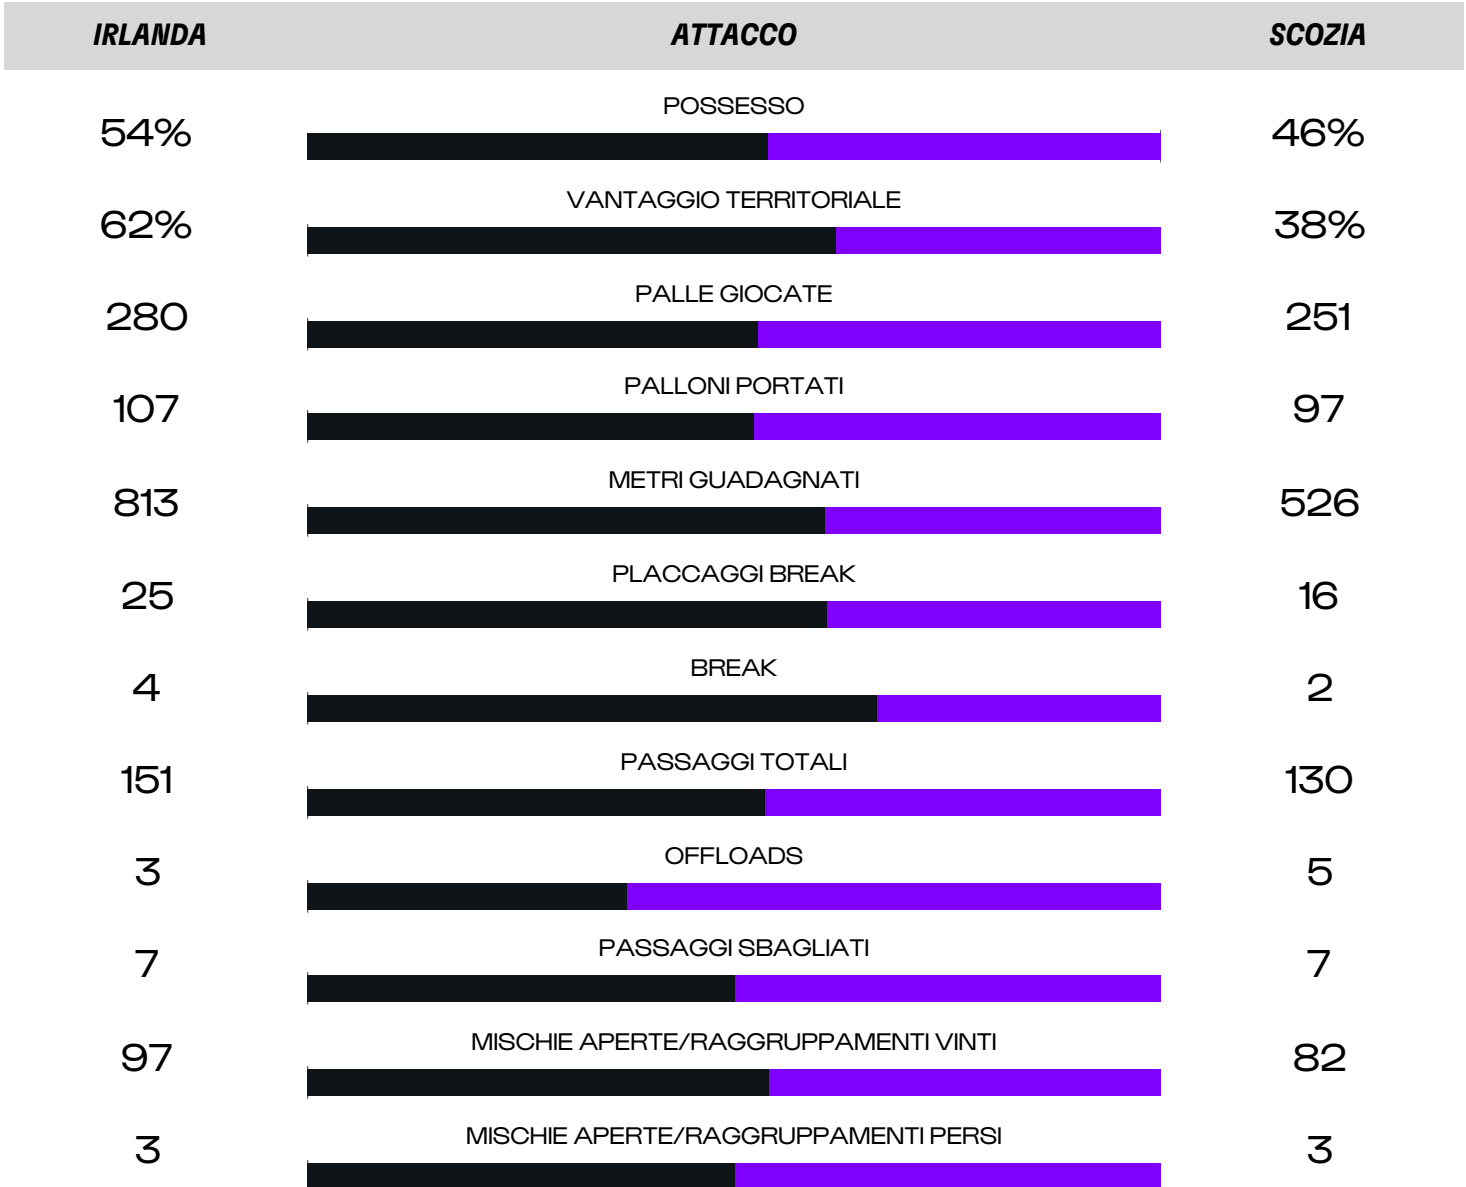 IRLANDA ATTACCO SCOZIA
POSSESSO
54% 46%
VANTAGGIO TERRITORIALE
62% 38%
PALLE GIOCATE
280 251
PALLONI PORTATI
107 97
METRI GUADAGNATI
813 526
PLACCAGGI BREAK
25 16
BREAK
4 2
PASSAGGI TOTALI
151 130
OFFLOADS
3 5
PASSAGGI SBAGLIATI
7 7
MISCHIE APERTE/RAGGRUPPAMENTI VINTI
97 82
MISCHIE APERTE/RAGGRUPPAMENTI PERSI
3 3